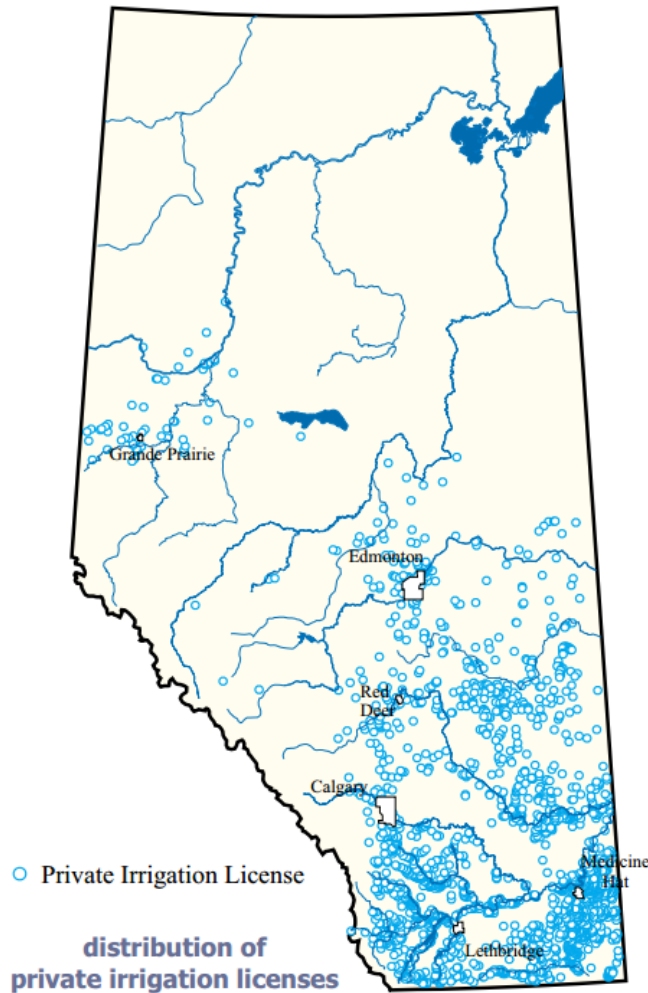 Grande Prairie
Edmonton
Red
Deer
Calgary
Medicine
Hat
Private Irrigation License
Lethbridge
distribution of
private irrigation licenses